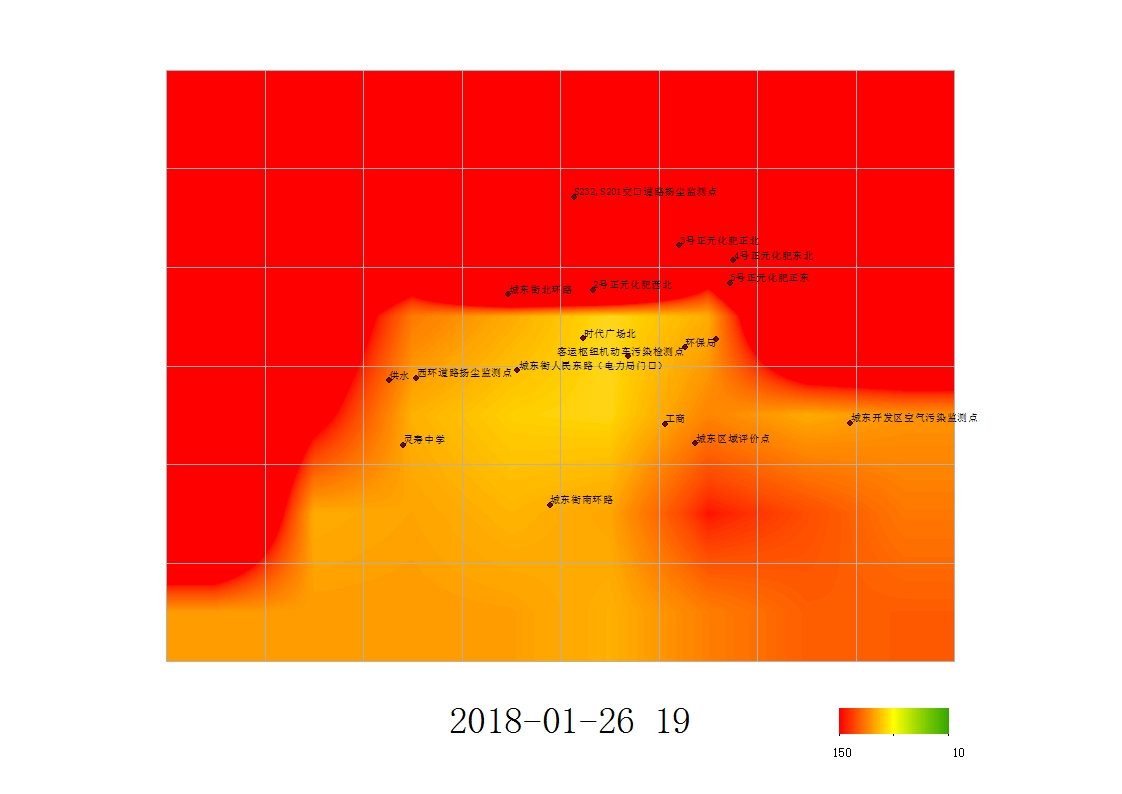 S232,S201交口道路扬尘监测点
3号正元化肥正北
4号正元化肥东北
5号正元化肥正东
2号正元化肥西北
城东街北环路
时代广场北
环保局
客运枢纽机动车污染检测点
城东街人民东路（电力局门口）
西环道路扬尘监测点
供水
工商
城东开发区空气污染监测点
城东区域评价点
灵寿中学
城东街南环路
2018-01-26 19
150
10